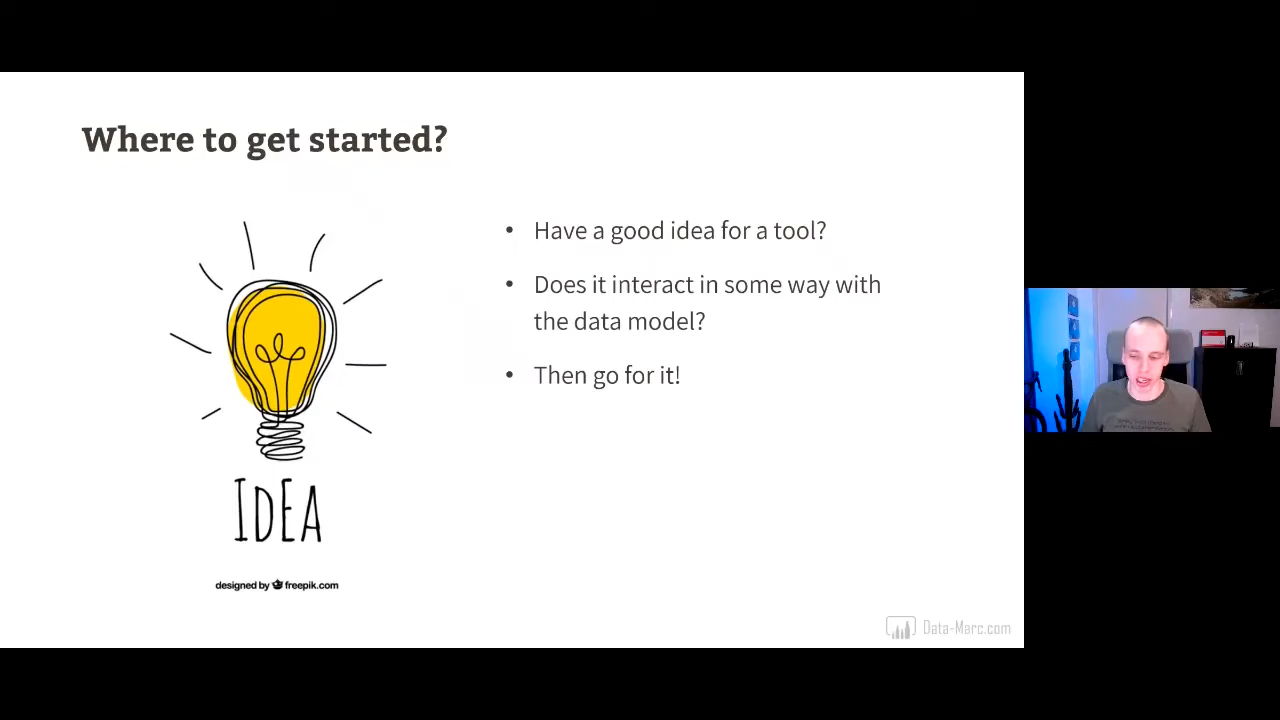 Where to get started?
• Have a good idea for a tool?
• Does it interact in some way with
the data model?
• Then go for it!
IdEA
designed by freepik.com
Data-Marc.com